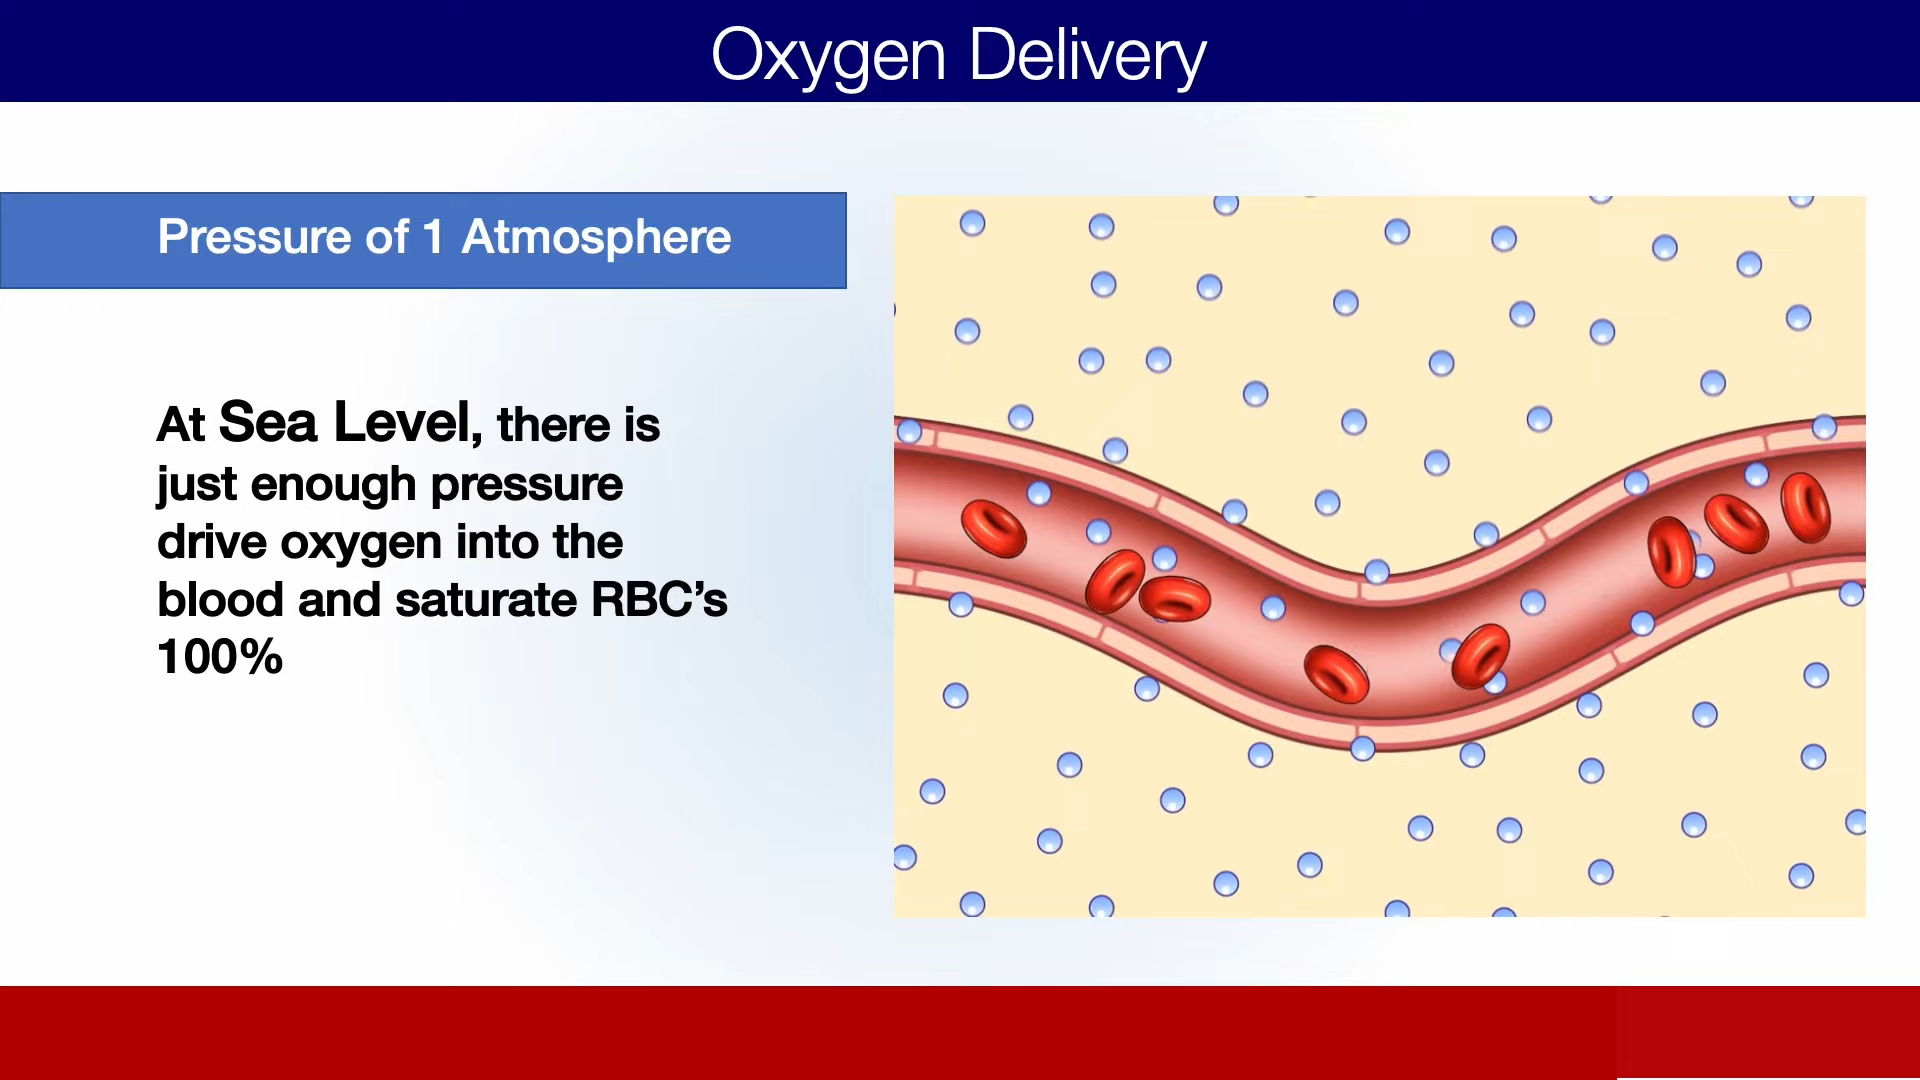 Oxygen Delivery
Pressure of 1 Atmosphere
At Sea Level, there is
just enough pressure
drive oxygen into the
blood and saturate RBC’s
100%